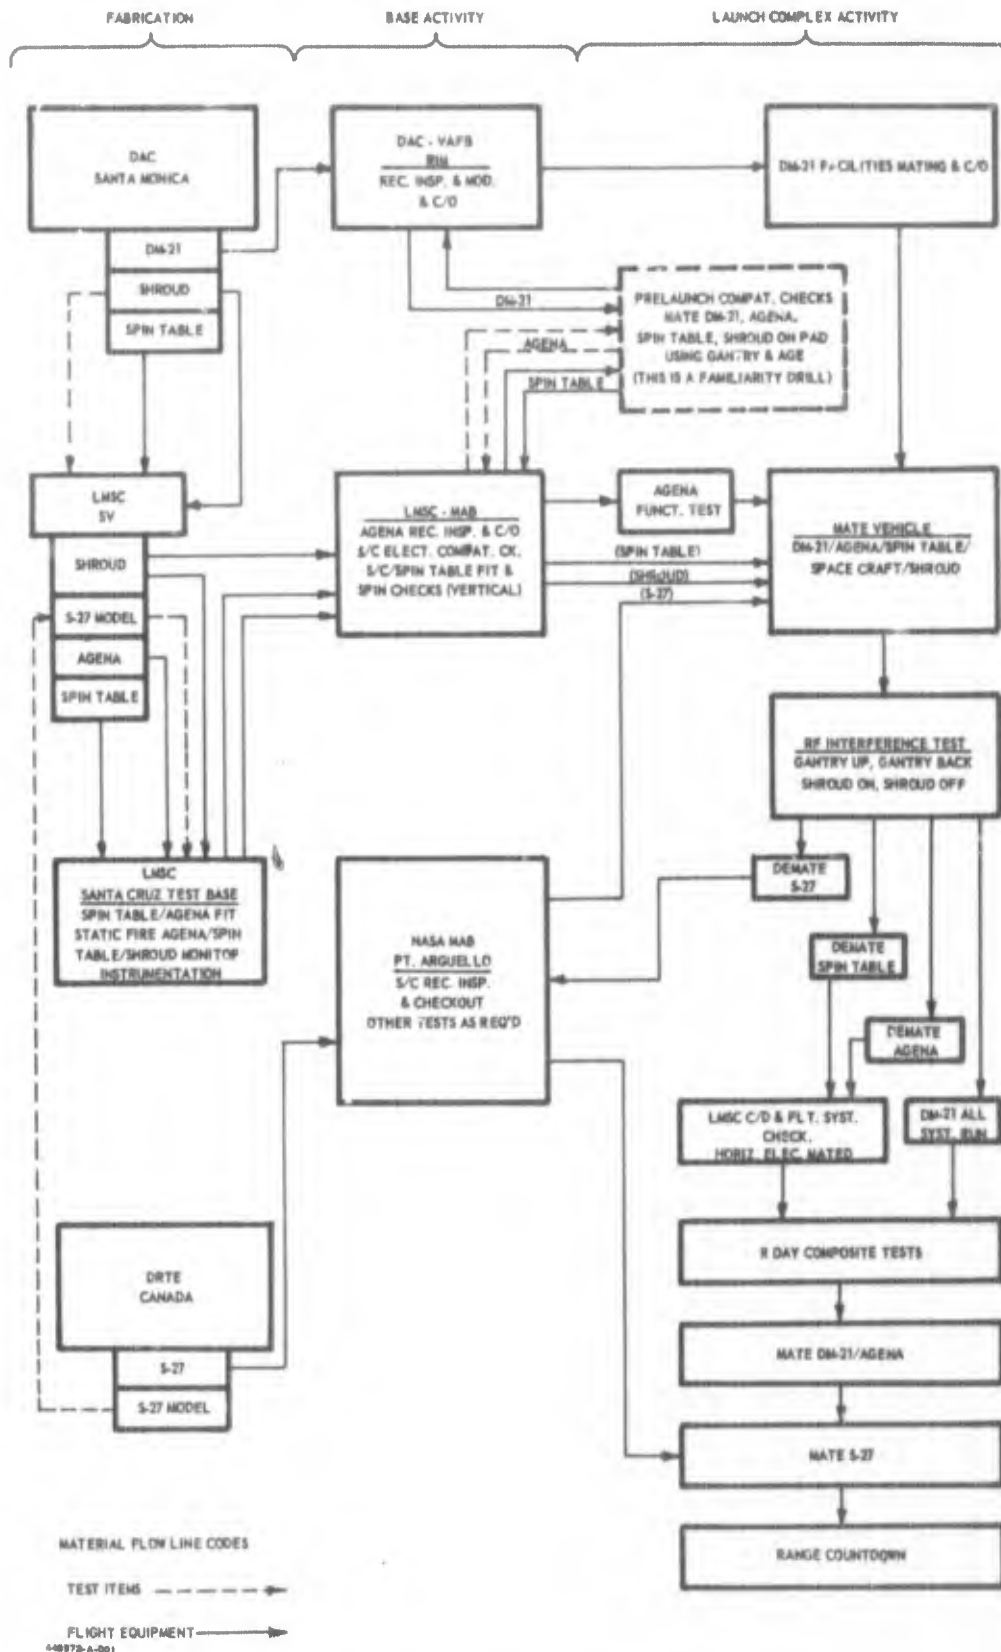 FABRICATION
BASE ACTIVITY
LAUNCH COMPLEX ACTIVITY
DAC
SANTA MONICA
DM-21
SHROUD
SPIN TABLE
DAC - VAFB
RIM
REC. INSP. & MOD.
& C/O
DM-21 FACILITIES MATING & C/O
DM-21
AGENA
SPIN TABLE
PRELAUNCH COMPAT. CHECKS
MATE DM-21, AGENA,
SPIN TABLE, SHROUD ON PAD
USING GANTRY & AGE
(THIS IS A FAMILIARITY DRILL)
LMSC
SV
SHROUD
S-27 MODEL
AGENA
SPIN TABLE
LMSC - MAB
AGENA REC. INSP. & C/O
S/C ELECT. COMPAT. CK.
S/C/SPIN TABLE FIT &
SPIN CHECKS (VERTICAL)
AGENA
FUNCT. TEST
(SPIN TABLE)
(SHROUD)
(S-27)
MATE VEHICLE
DM-21/AGENA/SPIN TABLE/
SPACE CRAFT/SHROUD
RF INTERFERENCE TEST
GANTRY UP, GANTRY BACK
SHROUD ON, SHROUD OFF
LMSC
SANTA CRUZ TEST BASE
SPIN TABLE/AGENA FIT
STATIC FIRE AGENA/SPIN
TABLE/SHROUD MONITOR
INSTRUMENTATION
NASA MAB
PT. ARGUELLO
S/C REC. INSP.
& CHECKOUT
OTHER TESTS AS REQ'D
DEMATE
S-27
DEMATE
SPIN TABLE
DEMATE
AGENA
LMSC C/D & FLT. SYST.
CHECK.
HORIZ. ELEC. MATED
DM-21 ALL
SYST. RUN
R DAY COMPOSITE TESTS
MATE DM-21/AGENA
MATE S-27
RANGE COUNTDOWN
DRTE
CANADA
S-27
S-27 MODEL
MATERIAL FLOW LINE CODES
TEST ITEMS
FLIGHT EQUIPMENT